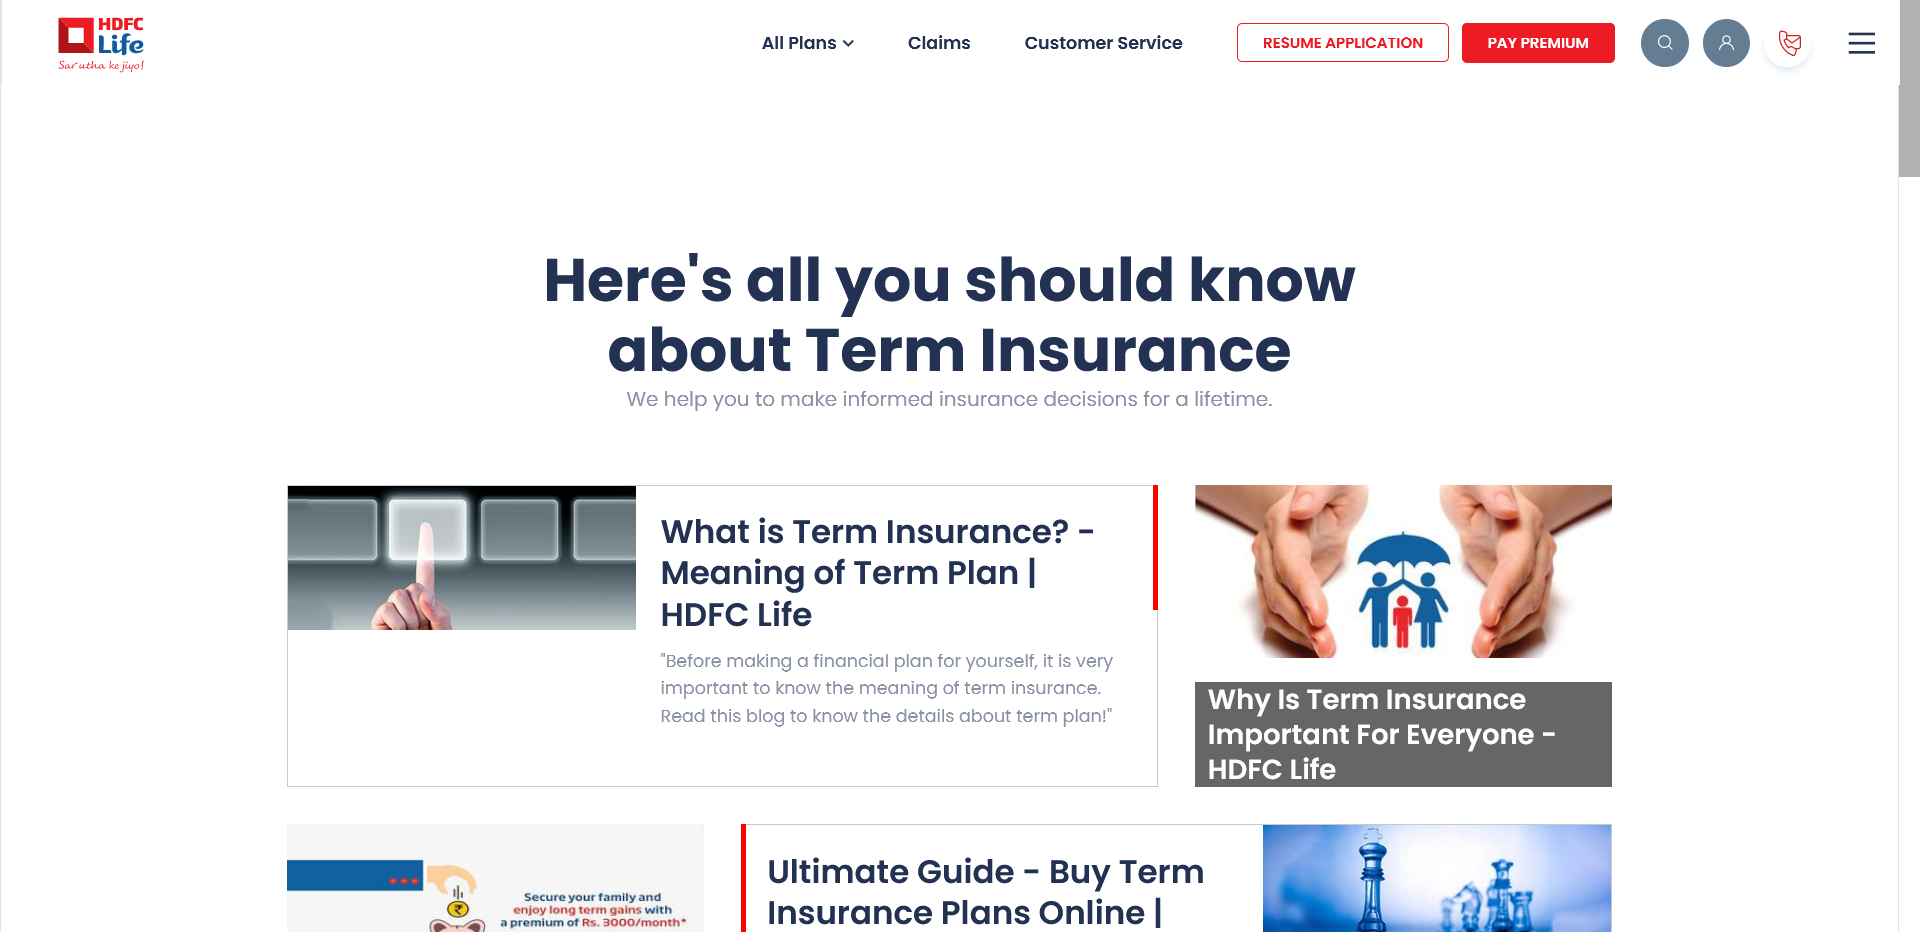 HDFC
Life
Sar utha ke jiyo!
All Plans
Claims
Customer Service
RESUME APPLICATION
PAY PREMIUM
Here's all you should know
about Term Insurance
We help you to make informed insurance decisions for a lifetime.
What is Term Insurance? -
Meaning of Term Plan |
HDFC Life
"Before making a financial plan for yourself, it is very
important to know the meaning of term insurance.
Read this blog to know the details about term plan!"
Why Is Term Insurance
Important For Everyone -
HDFC Life
Secure your family and
enjoy long term gains with
a premium of Rs. 3000/month*
Ultimate Guide - Buy Term
Insurance Plans Online |